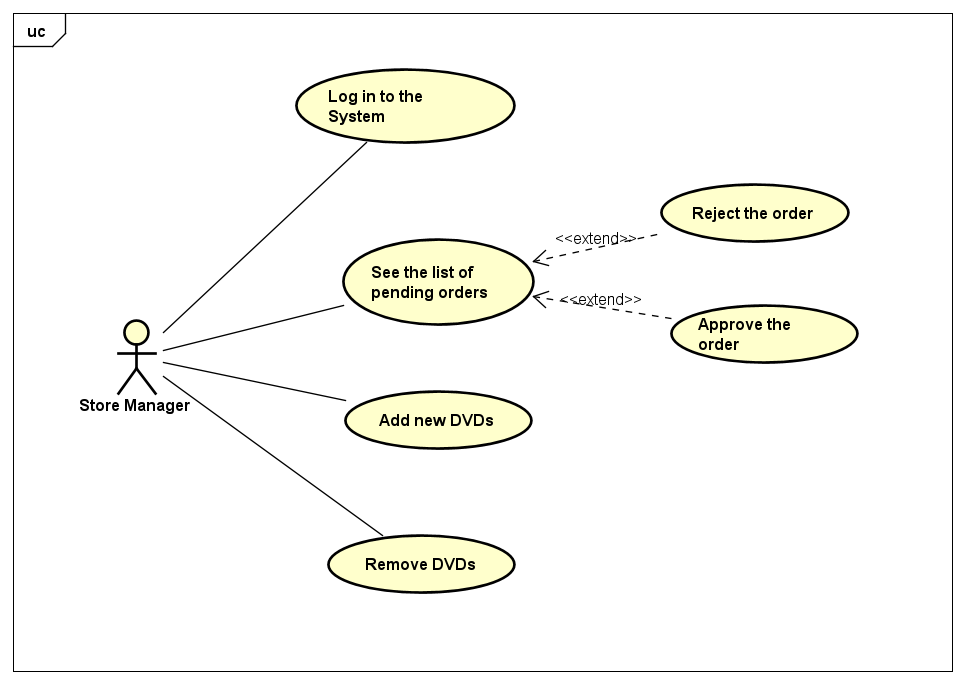 uc
Log in to the
System
Reject the order
<<extend>>
See the list of
pending orders
<<extend>>
Approve the
order
Store Manager
Add new DVDs
Remove DVDs